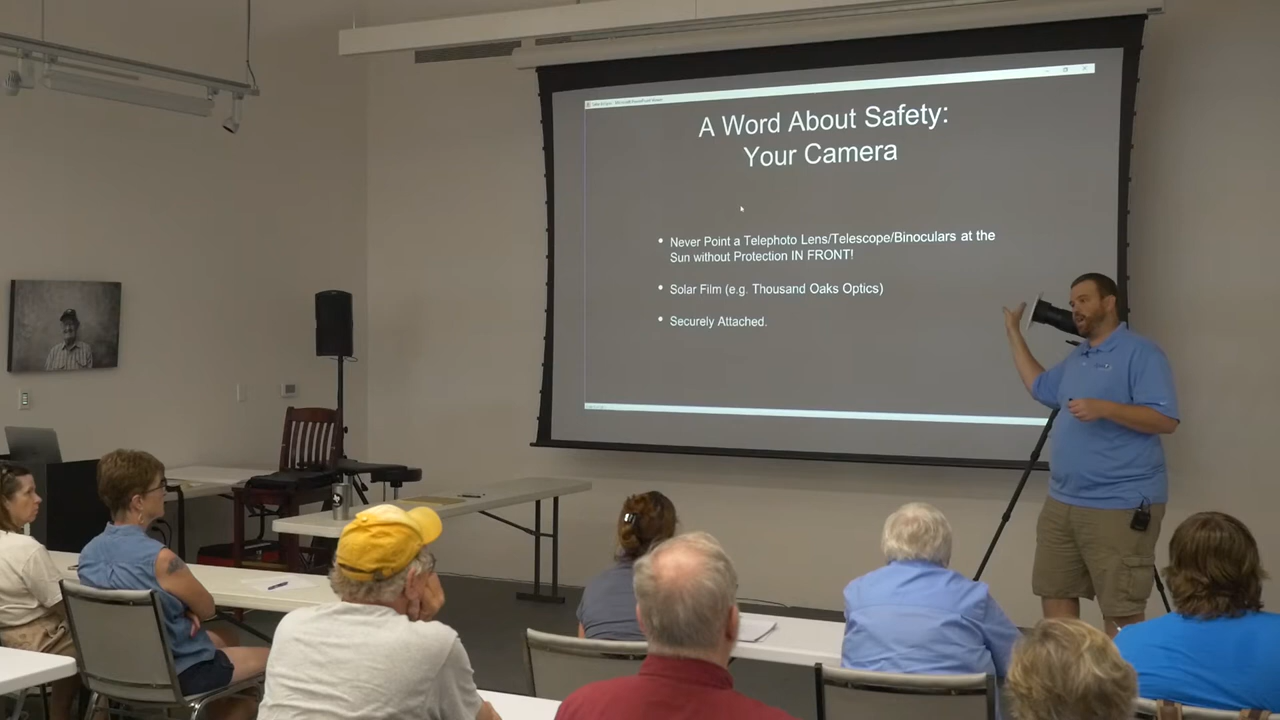 A Word About Safety:
Your Camera
• Never Point a Telephoto Lens/Telescope/Binoculars at the
Sun without Protection IN FRONT!
• Solar Film (e.g. Thousand Oaks Optics)
• Securely Attached.